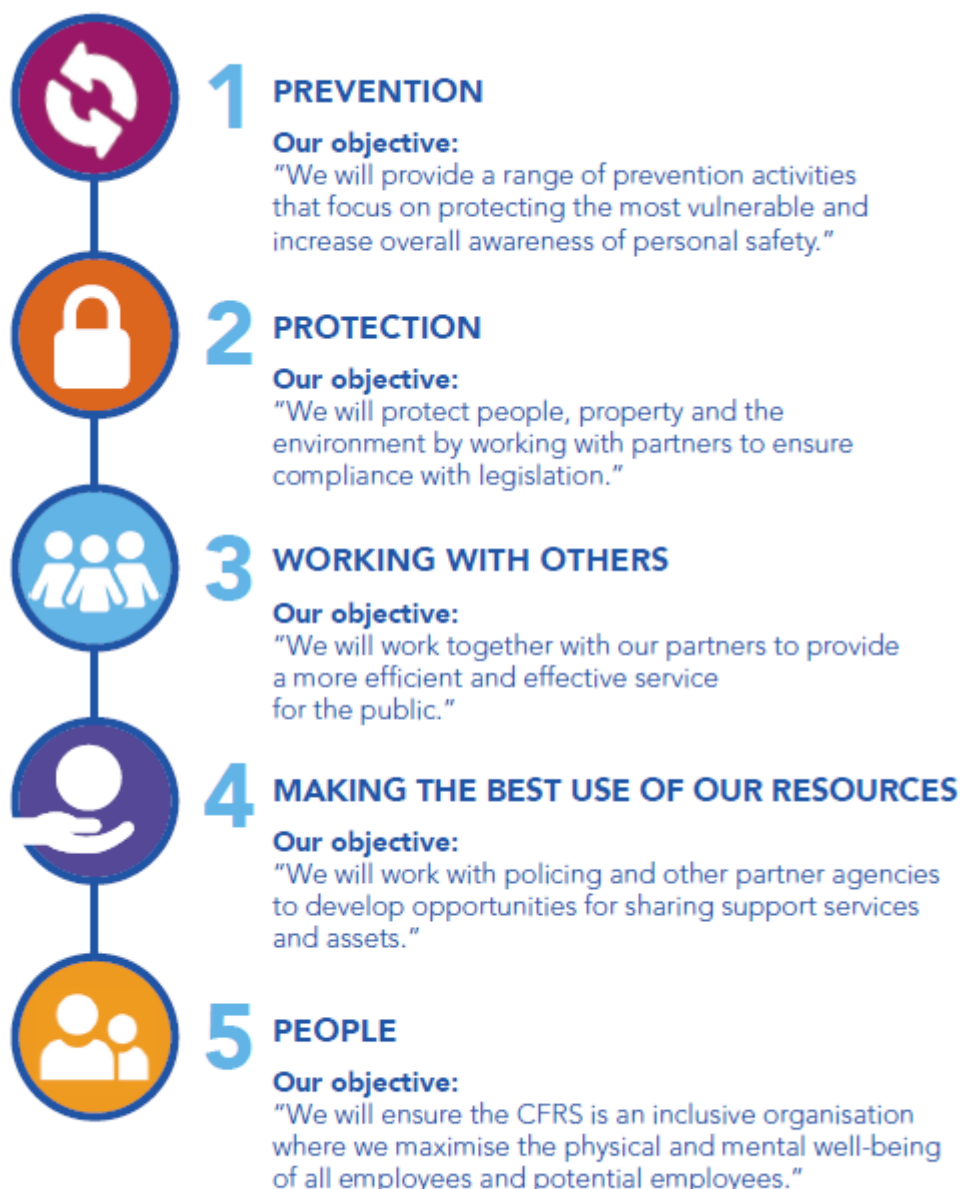 1 PREVENTION
Our objective:
“We will provide a range of prevention activities
that focus on protecting the most vulnerable and
increase overall awareness of personal safety.”
2 PROTECTION
Our objective:
“We will protect people, property and the
environment by working with partners to ensure
compliance with legislation.”
3 WORKING WITH OTHERS
Our objective:
“We will work together with our partners to provide
a more efficient and effective service
for the public.”
4 MAKING THE BEST USE OF OUR RESOURCES
Our objective:
“We will work with policing and other partner agencies
to develop opportunities for sharing support services
and assets.”
5 PEOPLE
Our objective:
“We will ensure the CFRS is an inclusive organisation
where we maximise the physical and mental well-being
of all employees and potential employees.”